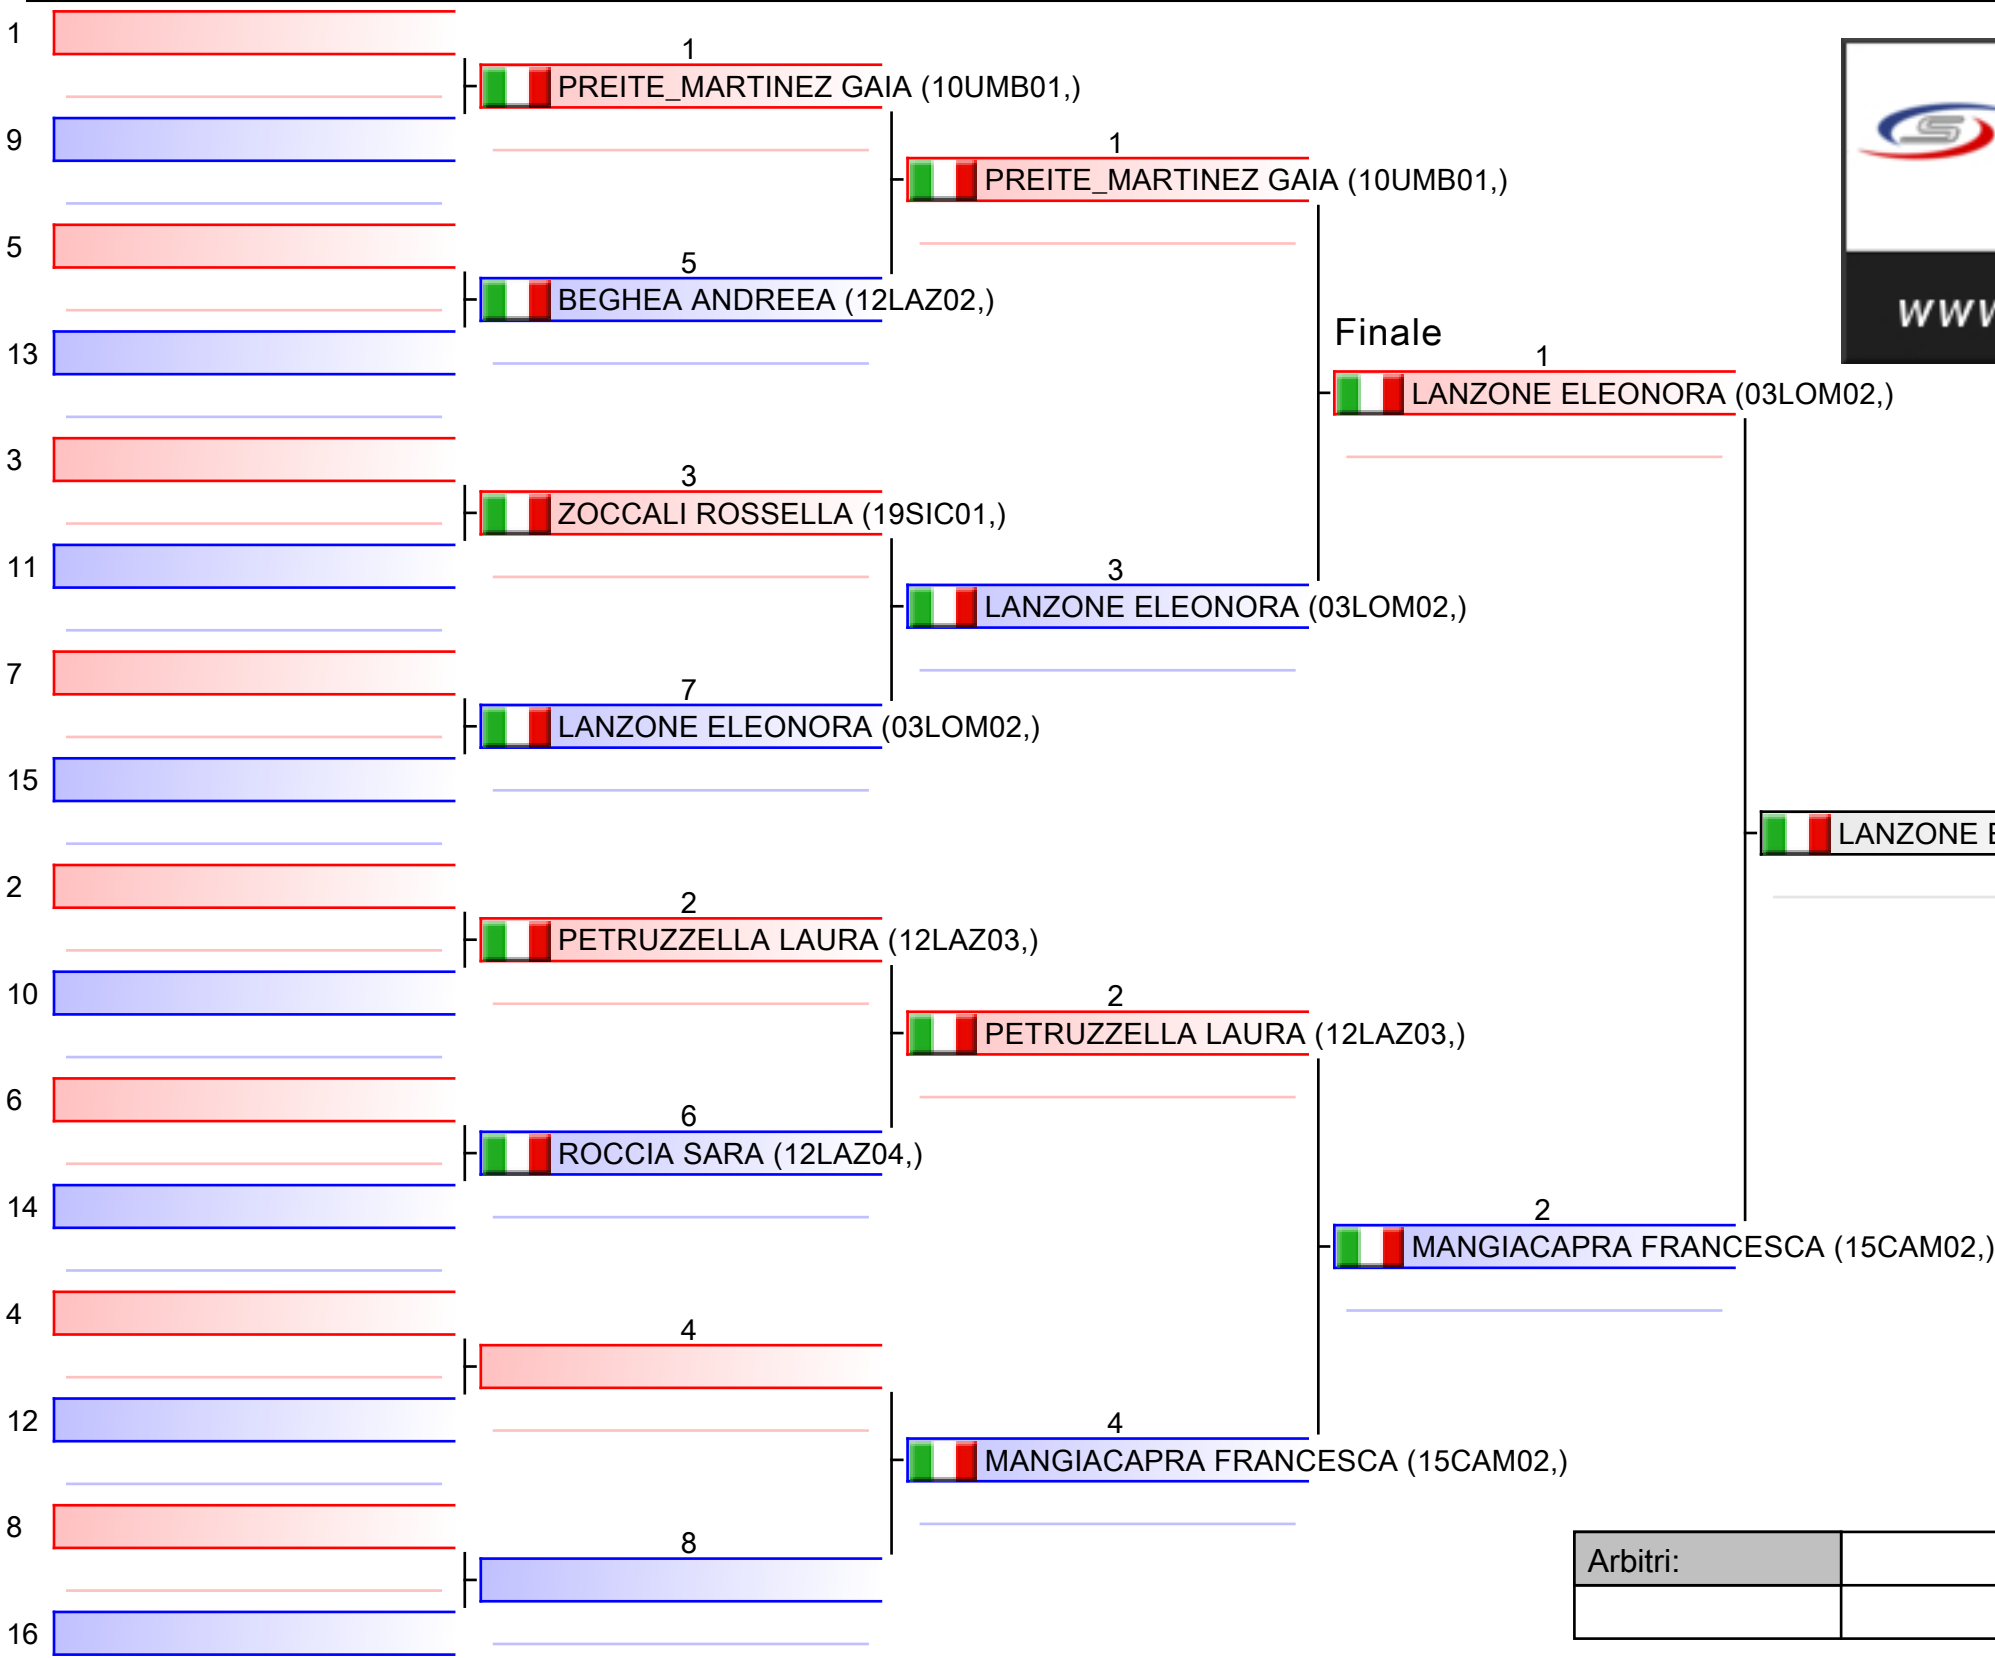 1
9
5
13
3
11
7
15
2
10
6
14
4
12
8
16
1
PREITE_MARTINEZ GAIA (10UMB01,)
5
BEGHEA ANDREEA (12LAZ02,)
3
ZOCCALI ROSSELLA (19SIC01,)
7
LANZONE ELEONORA (03LOM02,)
2
PETRUZZELLA LAURA (12LAZ03,)
6
ROCCIA SARA (12LAZ04,)
4
8
1
PREITE_MARTINEZ GAIA (10UMB01,)
3
LANZONE ELEONORA (03LOM02,)
2
PETRUZZELLA LAURA (12LAZ03,)
4
MANGIACAPRA FRANCESCA (15CAM02,)
Finale
1
LANZONE ELEONORA (03LOM02,)
2
MANGIACAPRA FRANCESCA (15CAM02,)
LANZONE
Arbitri: